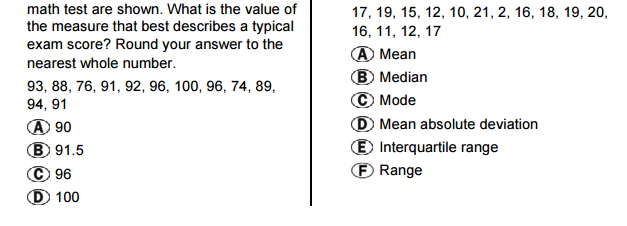 math test are shown. What is the value of
the measure that best describes a typical
exam score? Round your answer to the
nearest whole number.
93, 88, 76, 91, 92, 96, 100, 96, 74, 89,
94, 91
A 90
B 91.5
C 96
D 100
17, 19, 15, 12, 10, 21, 2, 16, 18, 19, 20,
16, 11, 12, 17
A Mean
B Median
C Mode
D Mean absolute deviation
E Interquartile range
F Range